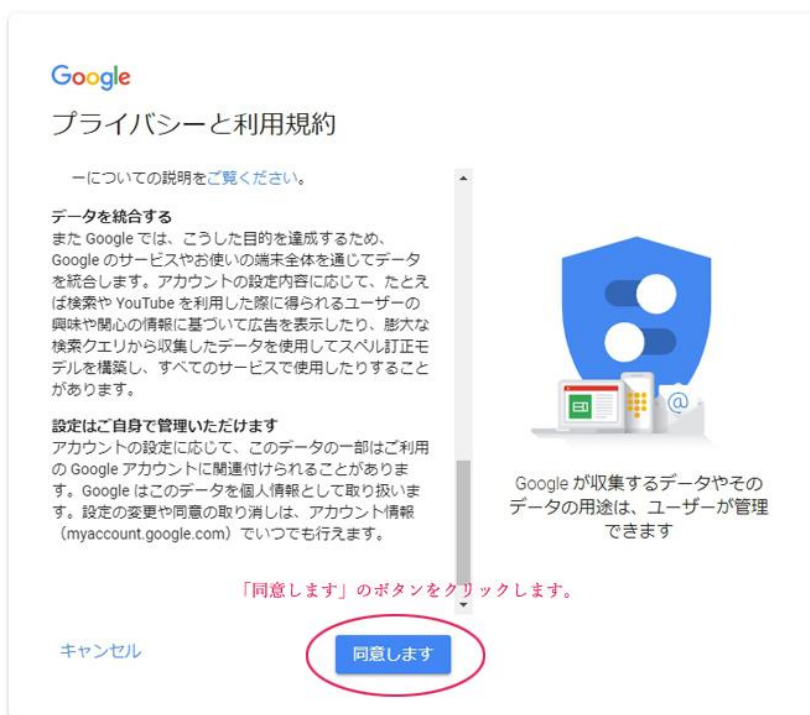 Google
プライバシーと利用規約
ーについての説明をご覧ください。
データを統合する
また Google では、こうした目的を達成するため、
Google のサービスやお使いの端末全体を通じてデータ
を統合します。アカウントの設定内容に応じて、たとえ
ば検索や YouTube を利用した際に得られるユーザーの
興味や関心の情報に基づいて広告を表示したり、膨大な
検索クエリから収集したデータを使用してスペル訂正モ
デルを構築し、すべてのサービスで使用したりすること
があります。
設定はご自身で管理いただけます
アカウントの設定に応じて、このデータの一部はご利用
の Google アカウントに関連付けられることがありま
す。Google はこのデータを個人情報として取り扱いま
す。設定の変更や同意の取り消しは、アカウント情報
（myaccount.google.com）でいつでも行えます。
@
Google が収集するデータやその
データの用途は、ユーザーが管理
できます
「同意します」のボタンをクリックします。
キャンセル
同意します